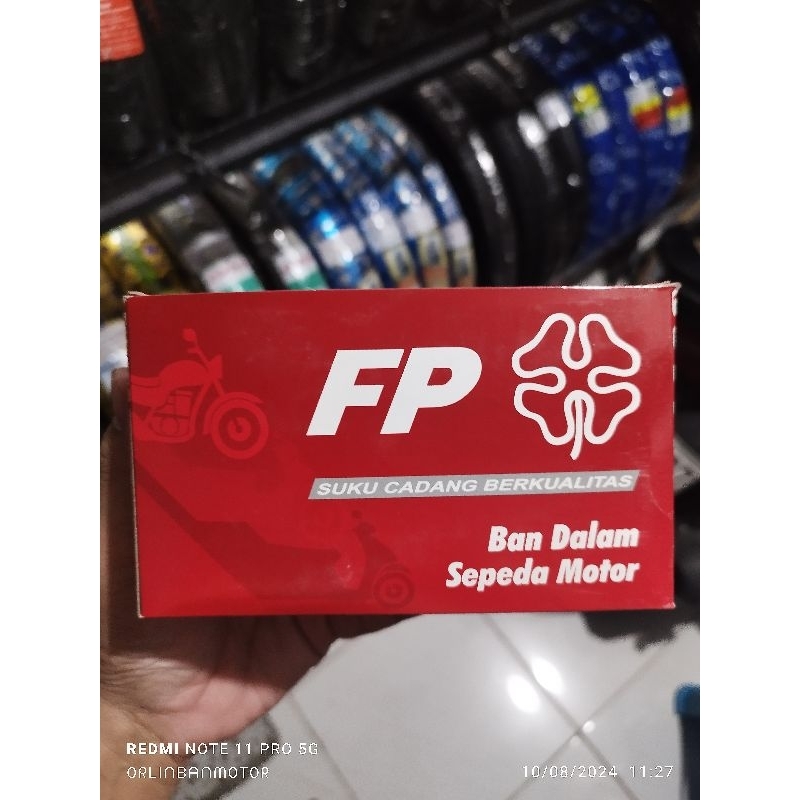 FP
SUKU CADANG BERKUALITAS
Ban Dalam
Sepeda Motor
REDMI NOTE 11 PRO 5G
ORLINBANMOTOR
10/08/2024 11:27